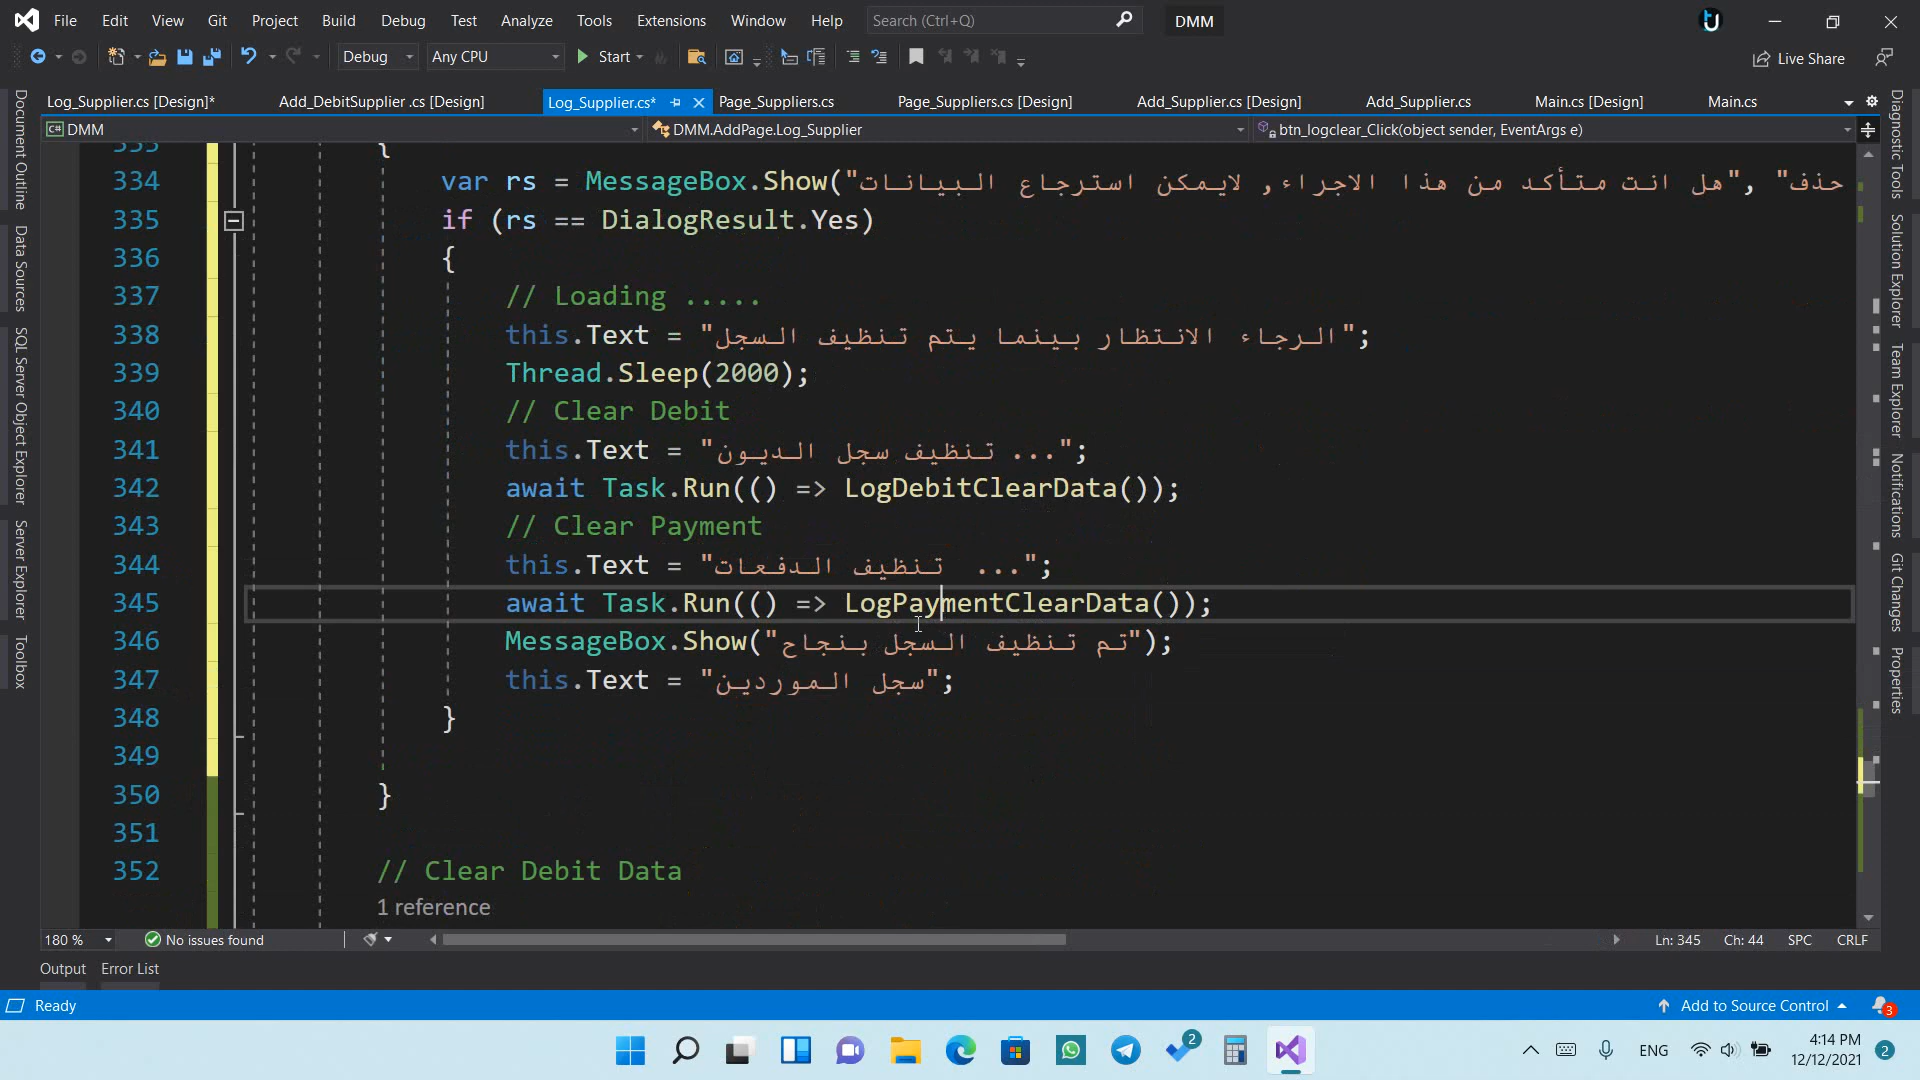 File Edit View Git Project Build Debug Test Analyze Tools Extensions Window Help Search (Ctrl+Q) DMM
Debug Any CPU Start Live Share
Log_Supplier.cs [Design]* Add_DebitSupplier .cs [Design] Log_Supplier.cs* Page_Suppliers.cs Page_Suppliers.cs [Design] Add_Supplier.cs [Design] Add_Supplier.cs Main.cs [Design] Main.cs
C# DMM DMM.AddPage.Log_Supplier btn_logclear_Click(object sender, EventArgs e)
Document Outline
Data Sources
SQL Server Object Explorer
Server Explorer
Toolbox
333 {
334 var rs = MessageBox.Show("هل انت متأكد من هذا الاجراء, لايمكن استرجاع البيانات", "حذف
335 if (rs == DialogResult.Yes)
336 {
337 // Loading .....
338 this.Text = "الرجاء الانتظار بينما يتم تنظيف السجل";
339 Thread.Sleep(2000);
340 // Clear Debit
341 this.Text = "تنظيف سجل الديون ...";
342 await Task.Run(() => LogDebitClearData());
343 // Clear Payment
344 this.Text = "تنظيف الدفعات  ...";
345 await Task.Run(() => LogPaymentClearData());
346 MessageBox.Show("تم تنظيف السجل بنجاح");
347 this.Text = "سجل الموردين";
348 }
349
350 }
351
352 // Clear Debit Data
1 reference
Diagnostic Tools
Solution Explorer
Team Explorer
Notifications
Git Changes
Properties
180 % No issues found Ln: 345 Ch: 44 SPC CRLF
Output Error List
Ready Add to Source Control 3
2 ENG 4:14 PM 2
12/12/2021